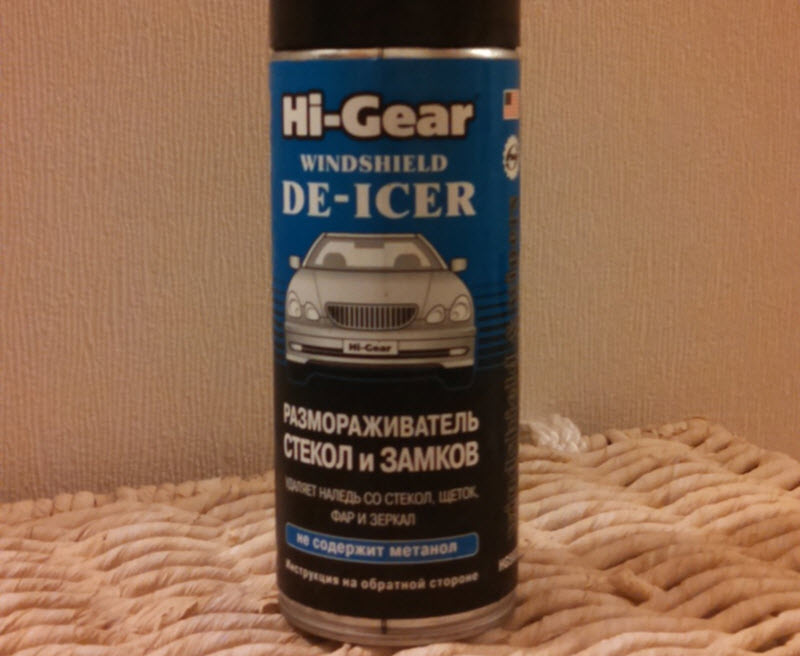 Hi-Gear
WINDSHIELD
DE-ICER
Hi-Gear
РАЗМОРАЖИВАТЕЛЬ
СТЕКОЛ и ЗАМКОВ
УДАЛЯЕТ НАЛЕДЬ СО СТЕКОЛ, ЩЕТОК,
ФАР И ЗЕРКАЛ
не содержит метанол
Инструкция на обратной стороне